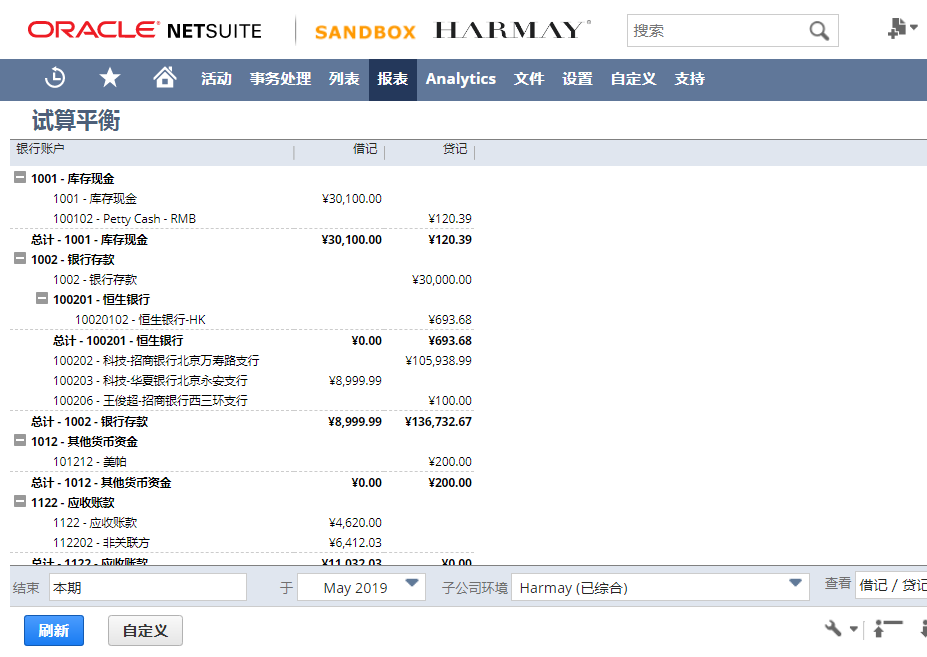 ORACLE® NETSUITE SANDBOX HARMAY® 搜索
活动 事务处理 列表 报表 Analytics 文件 设置 自定义 支持
试算平衡
银行账户 借记 贷记
1001 - 库存现金
1001 - 库存现金 ¥30,100.00
100102 - Petty Cash - RMB ¥120.39
总计 - 1001 - 库存现金 ¥30,100.00 ¥120.39
1002 - 银行存款
1002 - 银行存款 ¥30,000.00
100201 - 恒生银行
10020102 - 恒生银行-HK ¥693.68
总计 - 100201 - 恒生银行 ¥0.00 ¥693.68
100202 - 科技-招商银行北京万寿路支行 ¥105,938.99
100203 - 科技-华夏银行北京永安支行 ¥8,999.99
100206 - 王俊超-招商银行西三环支行 ¥100.00
总计 - 1002 - 银行存款 ¥8,999.99 ¥136,732.67
1012 - 其他货币资金
101212 - 美帕 ¥200.00
总计 - 1012 - 其他货币资金 ¥0.00 ¥200.00
1122 - 应收账款
1122 - 应收账款 ¥4,620.00
112202 - 非关联方 ¥6,412.03
总计 - 1122 - 应收账款 ¥11,032.03 ¥0.00
结束 本期 于 May 2019 子公司环境 Harmay (已综合) 查看 借记 / 贷记
刷新 自定义